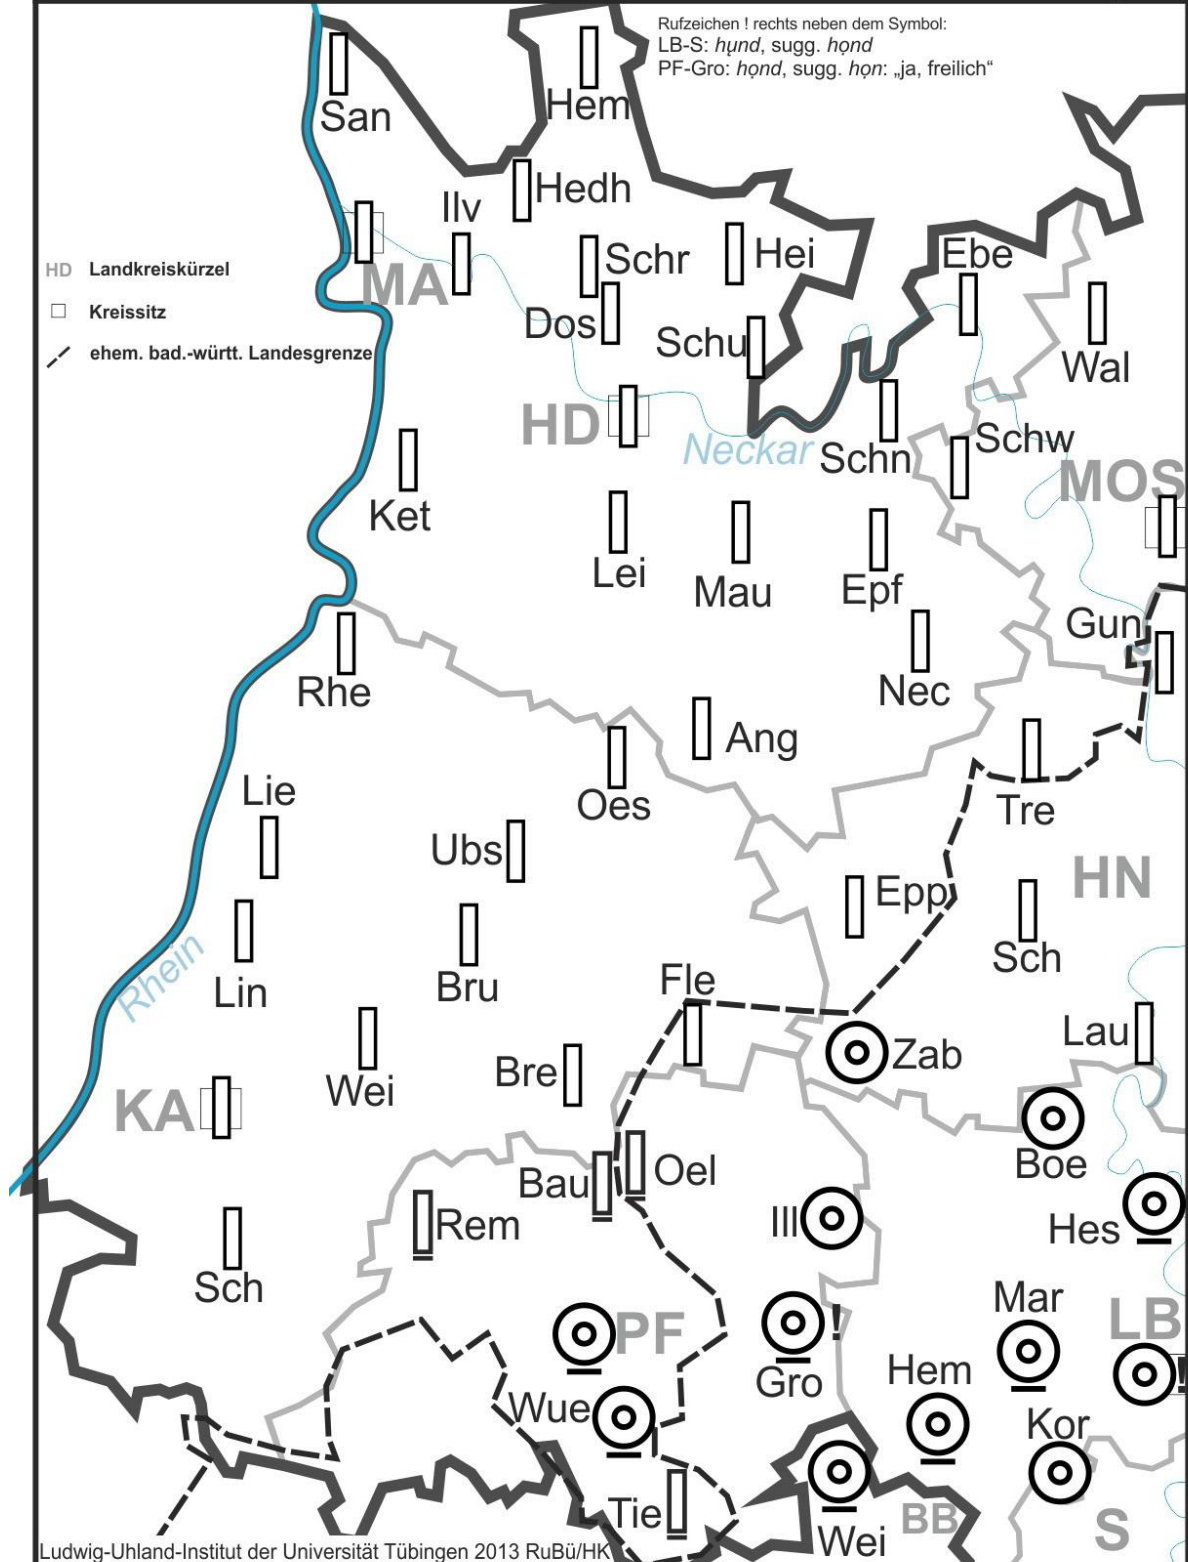 Rufzeichen ! rechts neben dem Symbol:
LB-S: hụnd, sugg. họnd
PF-Gro: họnd, sugg. họn: „ja, freilich“
San
Hem
Hedh
Ilv
Schr
Hei
Ebe
HD Landkreiskürzel
MA
Kreissitz
Dos
Schu
ehem. bad.-württ. Landesgrenze
Wal
HD
Neckar
Schn
Schw
MOS
Ket
Lei
Mau
Epf
Gun
Rhe
Nec
Ang
Lie
Oes
Tre
Ubs
HN
Epp
Rhein
Lin
Bru
Fle
Sch
Lau
Zab
Wei
Bre
KA
Boe
Bau
Oel
Rem
Ill
Hes
Sch
Mar
PF
!
LB
Gro
Hem
!
Wue
Kor
Tie
Wei
BB
S
Ludwig-Uhland-Institut der Universität Tübingen 2013 RuBü/HK